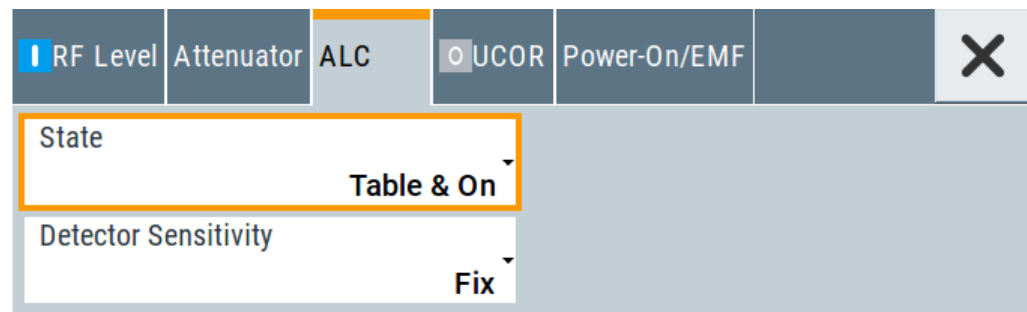 RF Level Attenuator ALC UCOR Power-On/EMF
State
Table & On
Detector Sensitivity
Fix